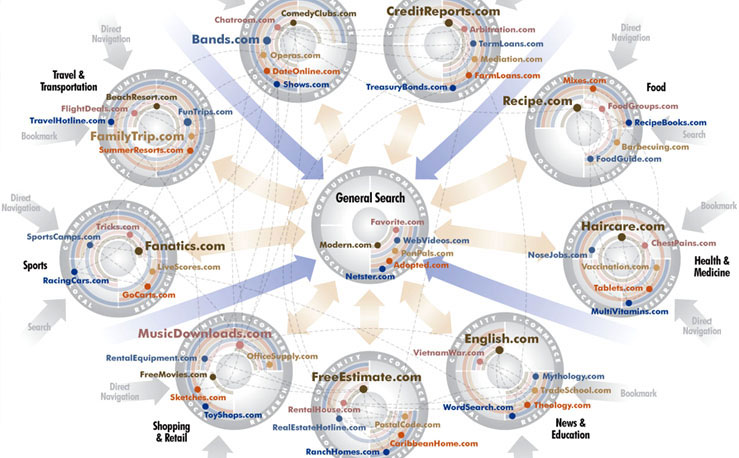 ComedyClubs.com
Chatroom.com
Bands.com
Operas.com
DateOnline.com
Shows.com
CreditReports.com
Arbitration.com
TermLoans.com
Mediation.com
FarmLoans.com
TreasuryBonds.com
Direct
Navigation
Direct
Navigation
Travel &
Transportation
COMMUNITY E-COMMERCE
LOCAL RESEARCH
BeachResort.com
FlightDeals.com
FunTrips.com
TravelHotline.com
FamilyTrip.com
SummerResorts.com
Bookmark
Food
Mixes.com
Recipe.com
FoodGroups.com
RecipeBooks.com
Barbecuing.com
FoodGuide.com
Search
General Search
COMMUNITY E-COMMERCE
LOCAL RESEARCH
Favorite.com
Modern.com
WebVideos.com
PenPals.com
Adopted.com
Netster.com
Direct
Navigation
Sports
Search
Tricks.com
SportsCamps.com
Fanatics.com
LiveScores.com
RacingCars.com
GoCarts.com
Bookmark
Haircare.com
ChestPains.com
NoseJobs.com
Vaccination.com
Tablets.com
MultiVitamins.com
Health &
Medicine
Direct
Navigation
MusicDownloads.com
RentalEquipment.com
OfficeSupply.com
FreeMovies.com
Sketches.com
ToyShops.com
Direct
Navigation
Shopping
& Retail
FreeEstimate.com
RentalHouse.com
RealEstateHotline.com
PostalCode.com
CaribbeanHome.com
RanchHomes.com
English.com
VietnamWar.com
Mythology.com
TradeSchool.com
Theology.com
WordSearch.com
News &
Education
Bookmark